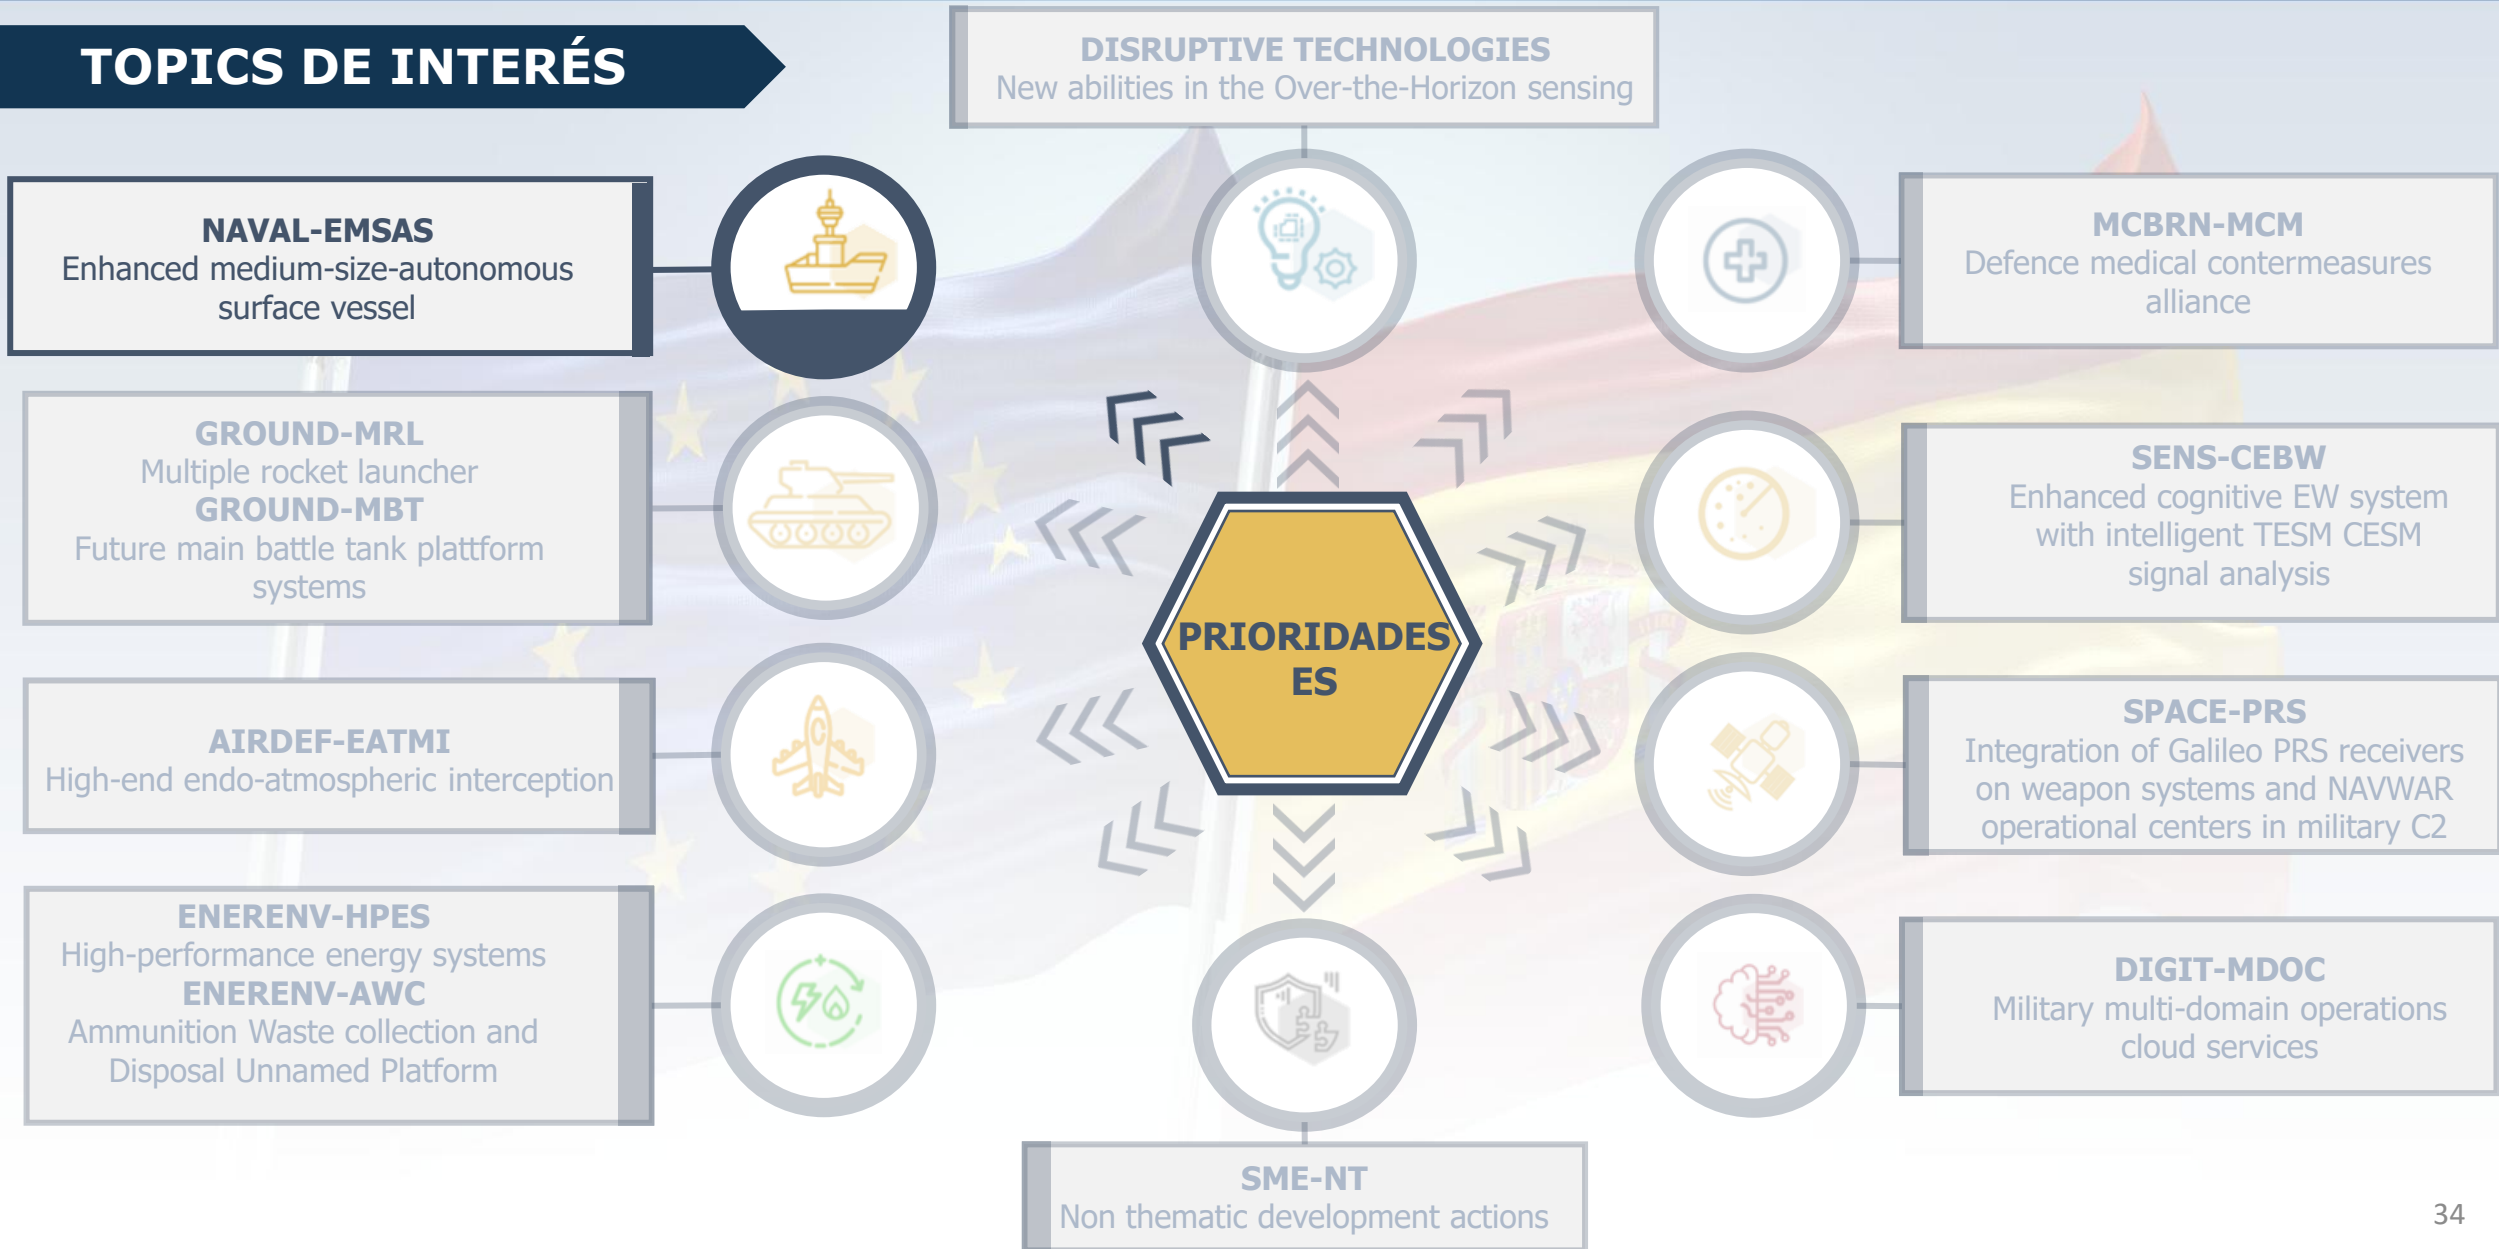 TOPICS DE INTERÉS
DISRUPTIVE TECHNOLOGIES
New abilities in the Over-the-Horizon sensing
NAVAL-EMSAS
Enhanced medium-size-autonomous
surface vessel
GROUND-MRL
Multiple rocket launcher
GROUND-MBT
Future main battle tank plattform
systems
AIRDEF-EATMI
High-end endo-atmospheric interception
ENERENV-HPES
High-performance energy systems
ENERENV-AWC
Ammunition Waste collection and
Disposal Unnamed Platform
PRIORIDADES
ES
MCBRN-MCM
Defence medical contermeasures
alliance
SENS-CEBW
Enhanced cognitive EW system
with intelligent TESM CESM
signal analysis
SPACE-PRS
Integration of Galileo PRS receivers
on weapon systems and NAVWAR
operational centers in military C2
DIGIT-MDOC
Military multi-domain operations
cloud services
SME-NT
Non thematic development actions
34